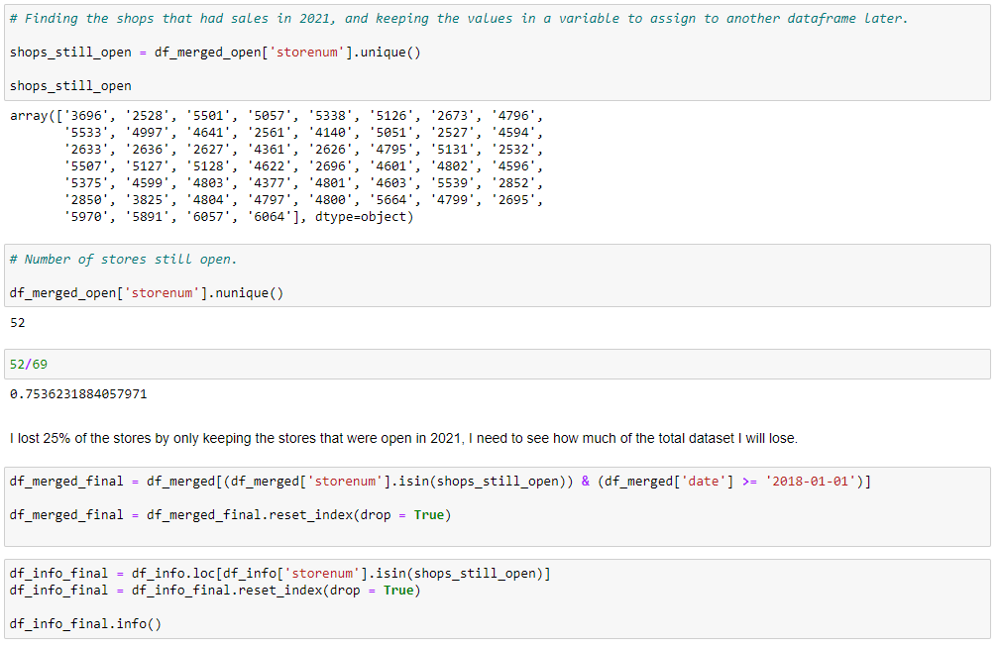 # Finding the shops that had sales in 2021, and keeping the values in a variable to assign to another dataframe later.
shops_still_open = df_merged_open['storenum'].unique()
shops_still_open
array(['3696', '2528', '5501', '5057', '5338', '5126', '2673', '4796',
'5533', '4997', '4641', '2561', '4140', '5051', '2527', '4594',
'2633', '2636', '2627', '4361', '2626', '4795', '5131', '2532',
'5507', '5127', '5128', '4622', '2696', '4601', '4802', '4596',
'5375', '4599', '4803', '4377', '4801', '4603', '5539', '2852',
'2850', '3825', '4804', '4797', '4800', '5664', '4799', '2695',
'5970', '5891', '6057', '6064'], dtype=object)
# Number of stores still open.
df_merged_open['storenum'].nunique()
52
52/69
0.7536231884057971
I lost 25% of the stores by only keeping the stores that were open in 2021, I need to see how much of the total dataset I will lose.
df_merged_final = df_merged[(df_merged['storenum'].isin(shops_still_open)) & (df_merged['date'] >= '2018-01-01')]
df_merged_final = df_merged_final.reset_index(drop = True)
df_info_final = df_info.loc[df_info['storenum'].isin(shops_still_open)]
df_info_final = df_info_final.reset_index(drop = True)
df_info_final.info()